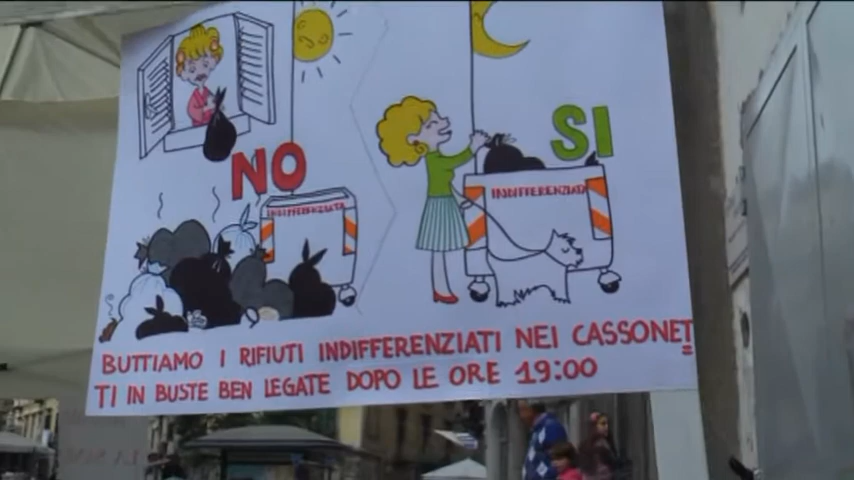 NO
SI
INDIFFERENZIATA
INDIFFERENZIATA
BUTTIAMO I RIFIUTI INDIFFERENZIATI NEI CASSONET
TI IN BUSTE BEN LEGATE DOPO LE ORE 19:00